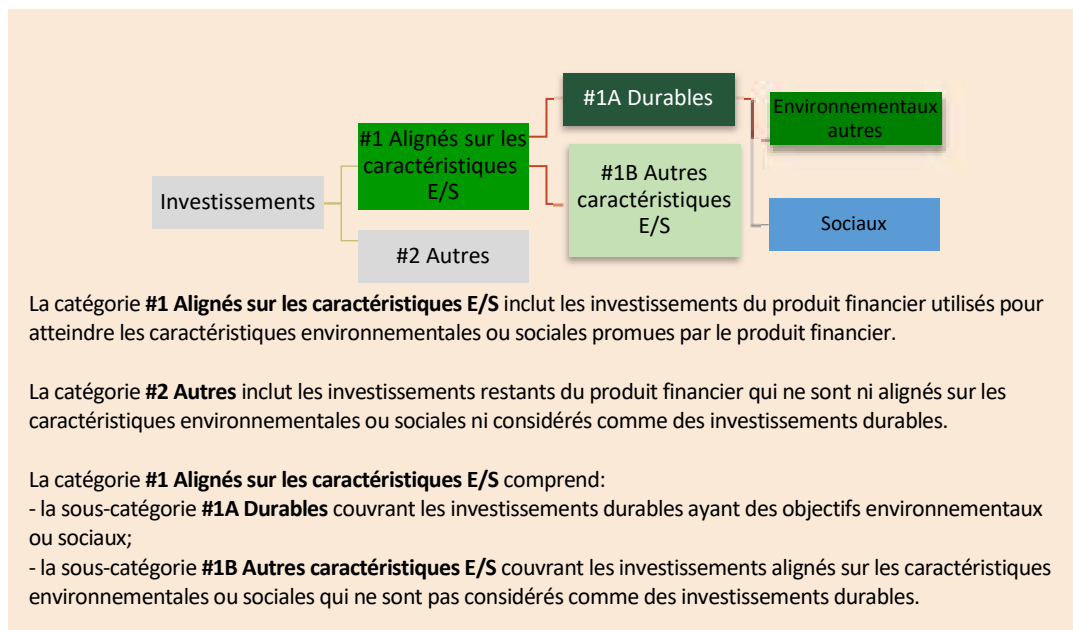 #1A Durables
Environnementaux
autres
#1 Alignés sur les
caractéristiques
E/S
#1B Autres
caractéristiques
E/S
Investissements
Sociaux
#2 Autres
La catégorie #1 Alignés sur les caractéristiques E/S inclut les investissements du produit financier utilisés pour
atteindre les caractéristiques environnementales ou sociales promues par le produit financier.
La catégorie #2 Autres inclut les investissements restants du produit financier qui ne sont ni alignés sur les
caractéristiques environnementales ou sociales ni considérés comme des investissements durables.
La catégorie #1 Alignés sur les caractéristiques E/S comprend:
- la sous-catégorie #1A Durables couvrant les investissements durables ayant des objectifs environnementaux
ou sociaux;
- la sous-catégorie #1B Autres caractéristiques E/S couvrant les investissements alignés sur les caractéristiques
environnementales ou sociales qui ne sont pas considérés comme des investissements durables.